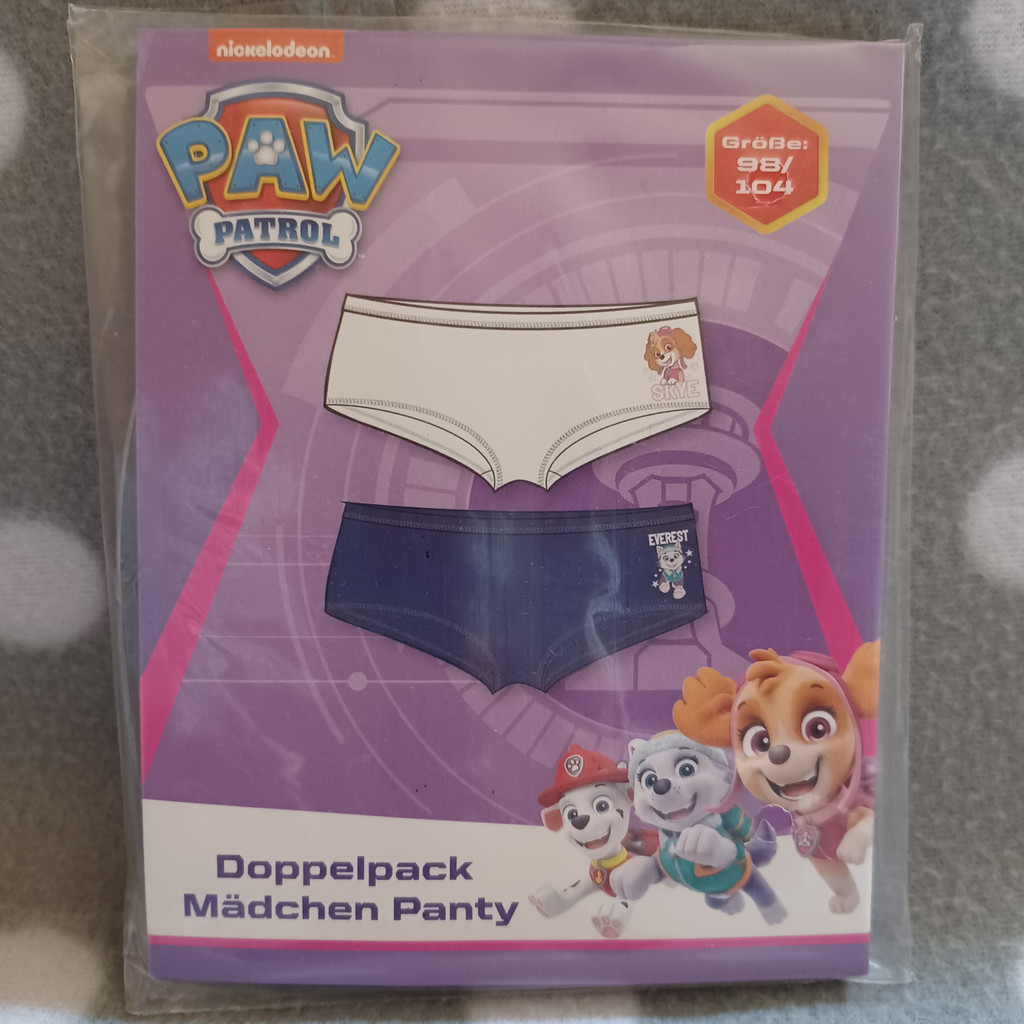 nickelodeon
PAW
PATROL
Größe:
98/
104
SKYE
EVEREST
Doppelpack
Mädchen Panty